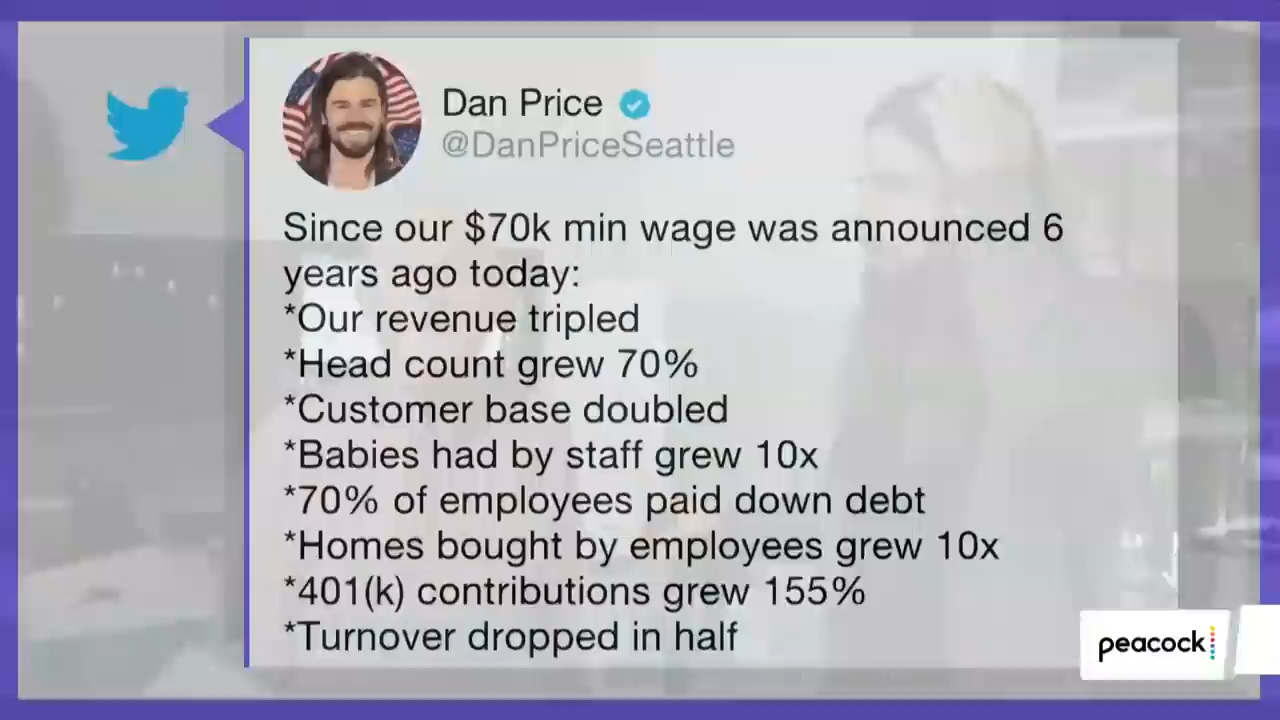 Dan Price
@DanPriceSeattle
Since our $70k min wage was announced 6
years ago today:
*Our revenue tripled
*Head count grew 70%
*Customer base doubled
*Babies had by staff grew 10x
*70% of employees paid down debt
*Homes bought by employees grew 10x
*401(k) contributions grew 155%
*Turnover dropped in half
peacock